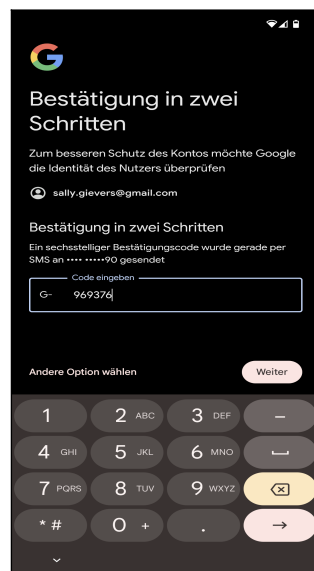 G
Bestätigung in zwei
Schritten
Zum besseren Schutz des Kontos möchte Google
die Identität des Nutzers überprüfen
sally.gievers@gmail.com
Bestätigung in zwei Schritten
Ein sechsstelliger Bestätigungscode wurde gerade per
SMS an •••• •••••90 gesendet
Code eingeben
G- 969376
Andere Option wählen Weiter
1 2 ABC 3 DEF –
4 GHI 5 JKL 6 MNO
7 PQRS 8 TUV 9 WXYZ
* # 0 + .